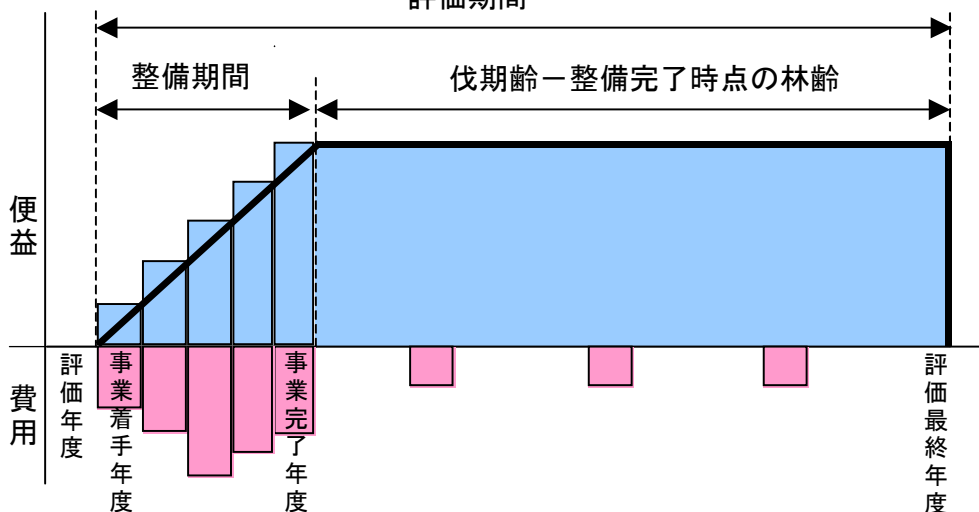 評価期間
整備期間
伐期齢－整備完了時点の林齢
便益
費用
評価年度
事業着手年度
事業完了年度
評価最終年度